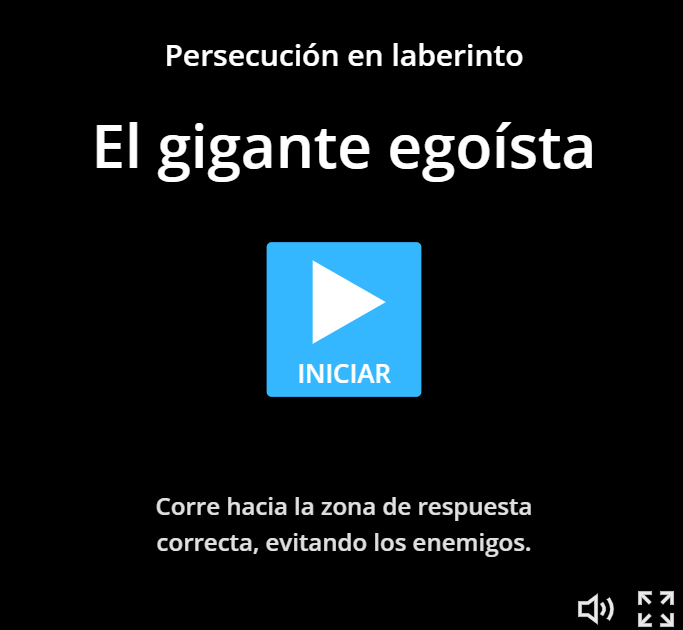 Persecución en laberinto
El gigante egoísta
INICIAR
Corre hacia la zona de respuesta
correcta, evitando los enemigos.